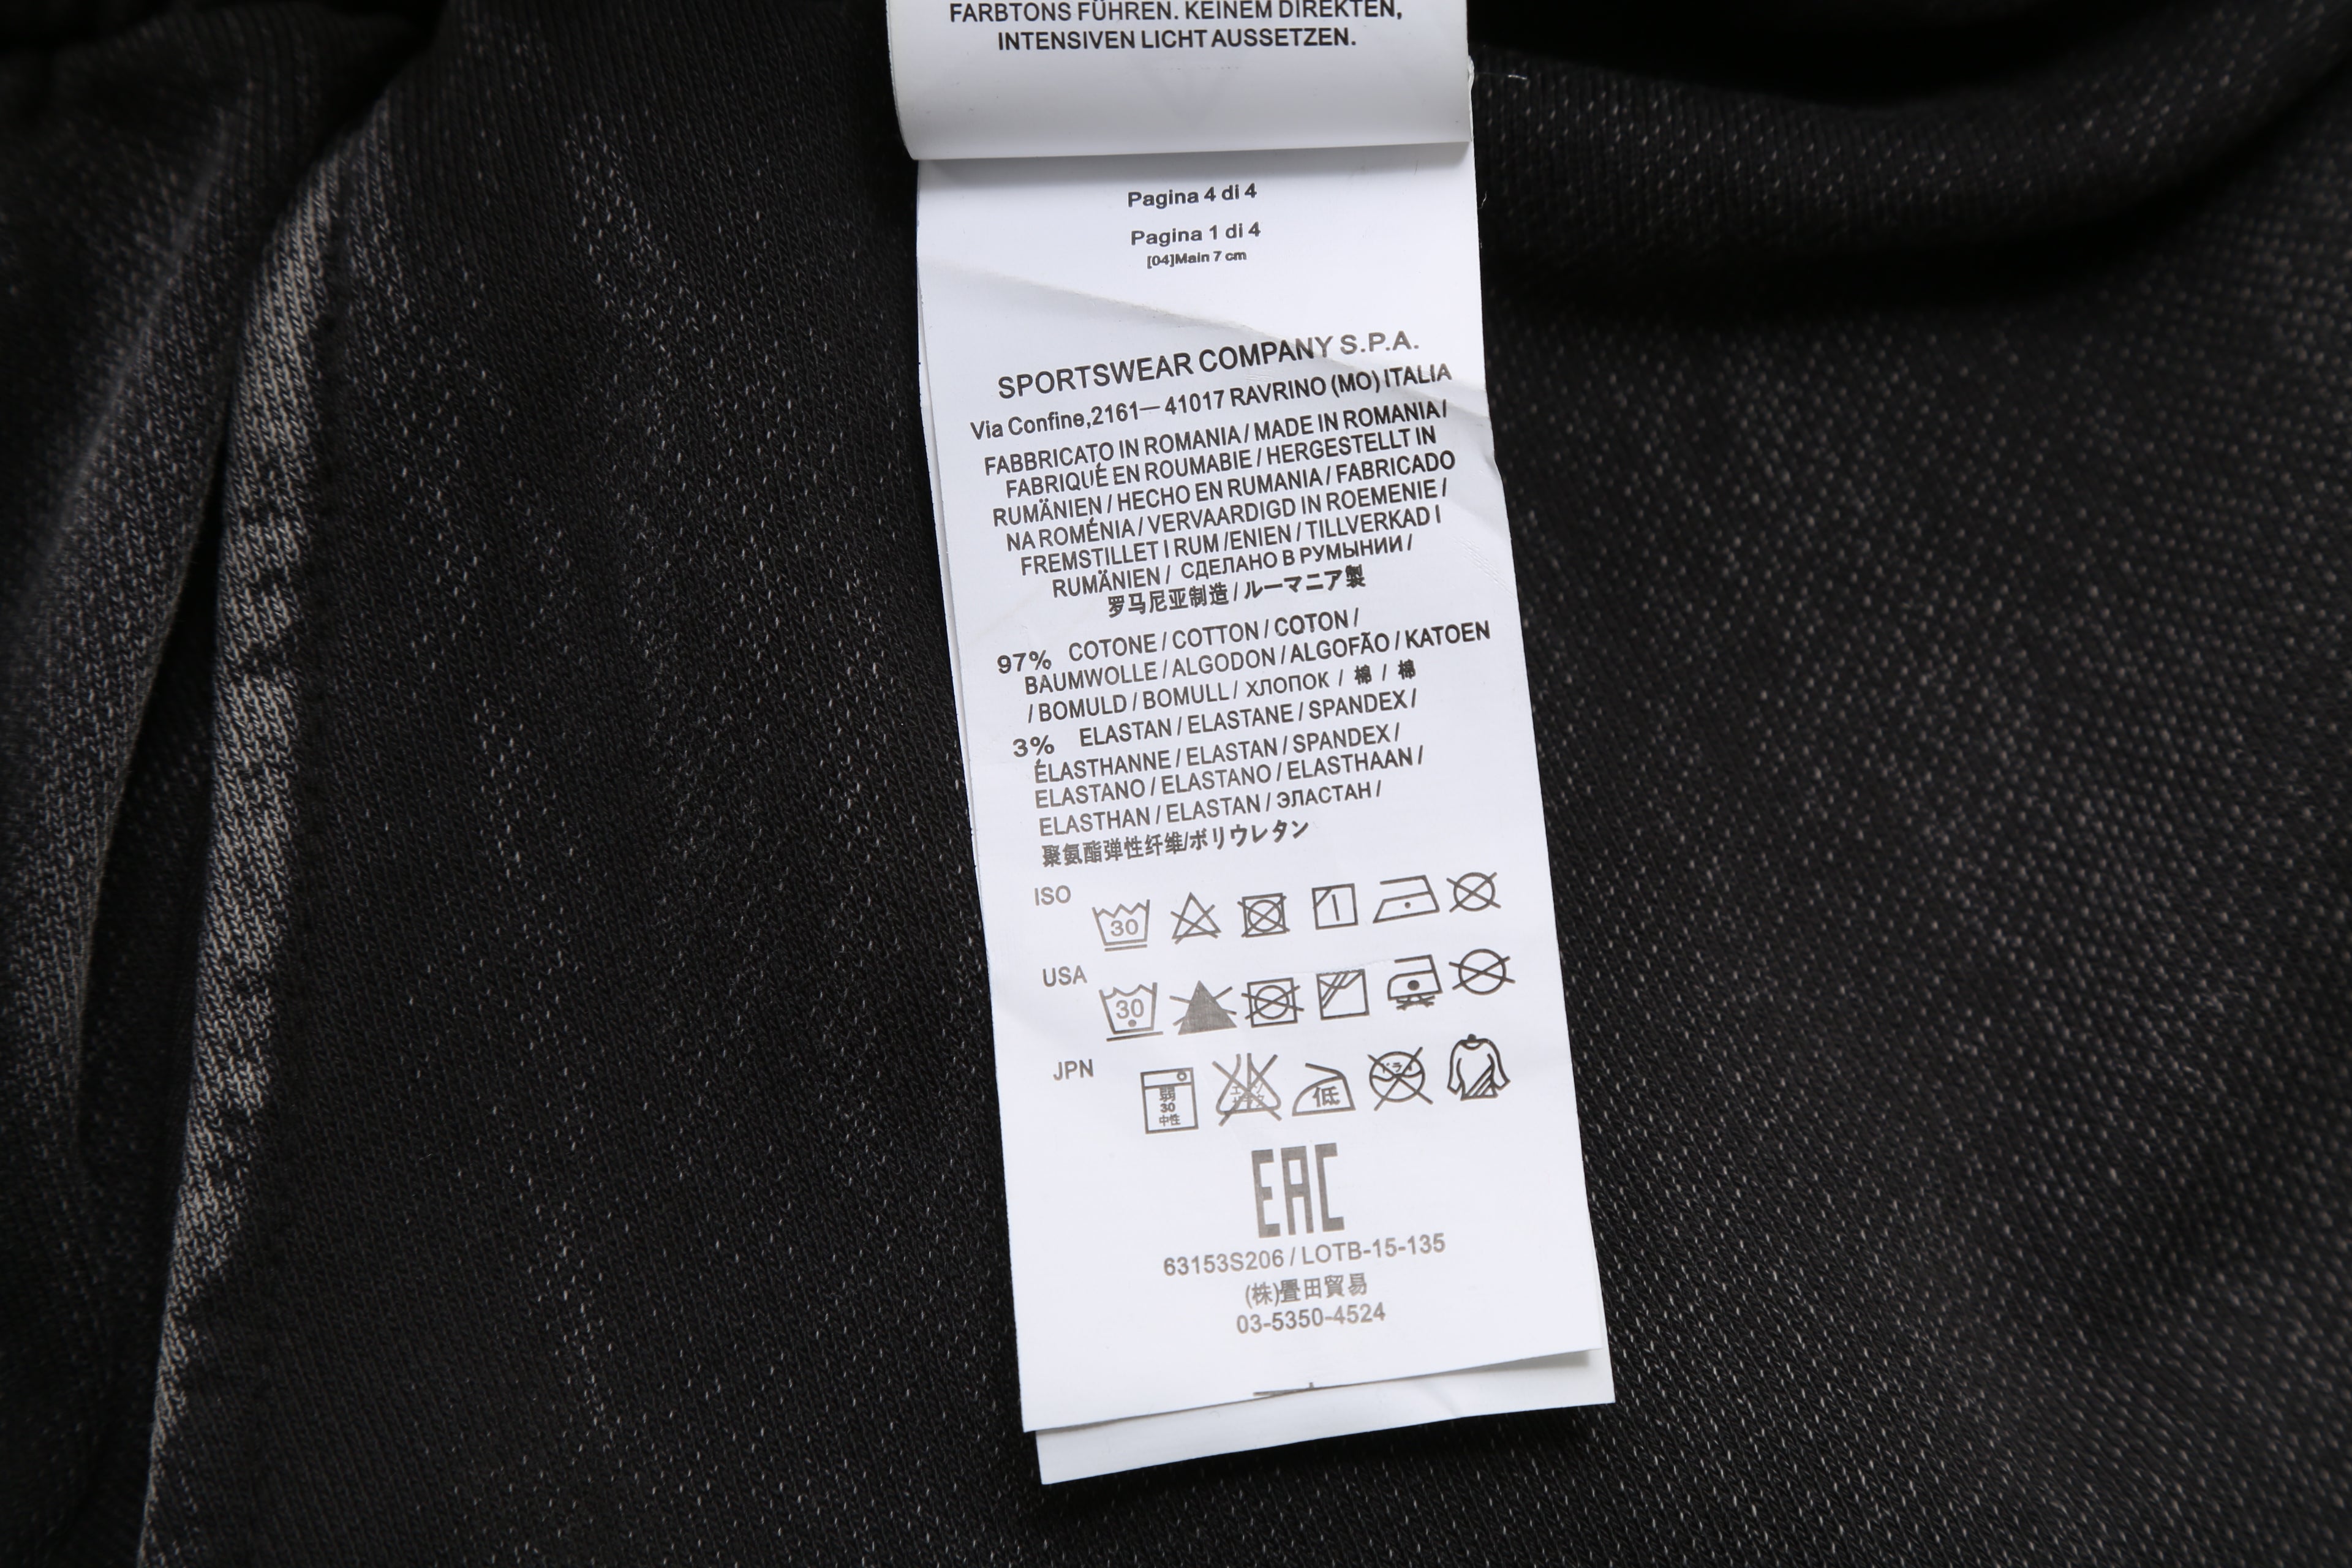 FARBTONS FÜHREN. KEINEM DIREKTEN,
INTENSIVEN LICHT AUSSETZEN.
Pagina 4 di 4
Pagina 1 di 4
[04]Main 7 cm
SPORTSWEAR COMPANY S.P.A.
Via Confine,2161—41017 RAVRINO (MO) ITALIA
FABBRICATO IN ROMANIA / MADE IN ROMANIA /
FABRIQUÉ EN ROUMABIE / HERGESTELLT IN
RUMÄNIEN / HECHO EN RUMANIA / FABRICADO
NA ROMÉNIA / VERVAARDIGD IN ROEMENIE /
FREMSTILLET I RUM /ENIEN / TILLVERKAD I
RUMÄNIEN / СДЕЛАНО В РУМЫНИИ /
罗马尼亚制造 / ルーマニア製
97% COTONE / COTTON / COTON /
BAUMWOLLE / ALGODON / ALGOFÃO / KATOEN
/ BOMULD / BOMULL / ХЛОПОК / 棉 / 棉
3% ELASTAN / ELASTANE / SPANDEX /
ÉLASTHANNE / ELASTAN / SPANDEX /
ELASTANO / ELASTANO / ELASTHAAN /
ELASTHAN / ELASTAN / ЭЛАСТАН /
聚氨酯弹性纤维/ポリウレタン
ISO 30
USA 30
JPN 弱 30 中性 低 ドライ
EAC
63153S206 / LOTB-15-135
(株)畳田貿易
03-5350-4524